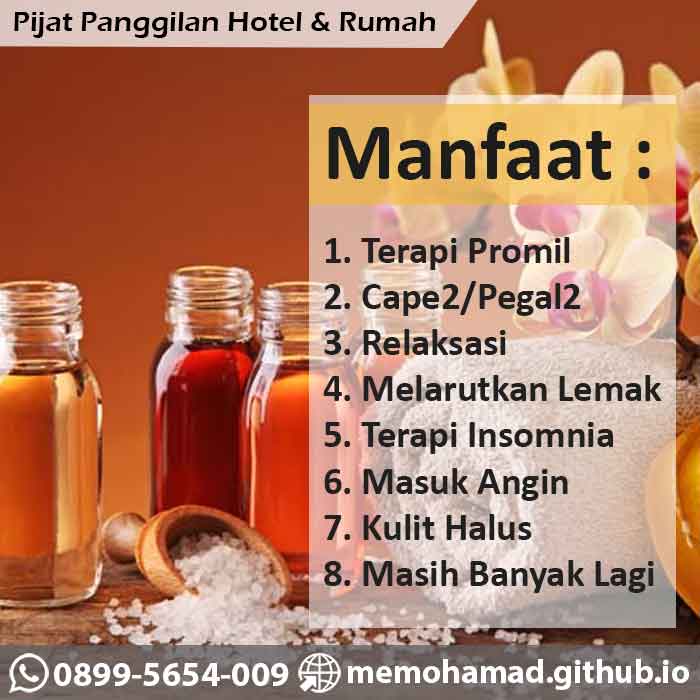 Pijat Panggilan Hotel & Rumah
Manfaat :
1. Terapi Promil
2. Cape2/Pegal2
3. Relaksasi
4. Melarutkan Lemak
5. Terapi Insomnia
6. Masuk Angin
7. Kulit Halus
8. Masih Banyak Lagi
0899-5654-009 memohamad.github.io